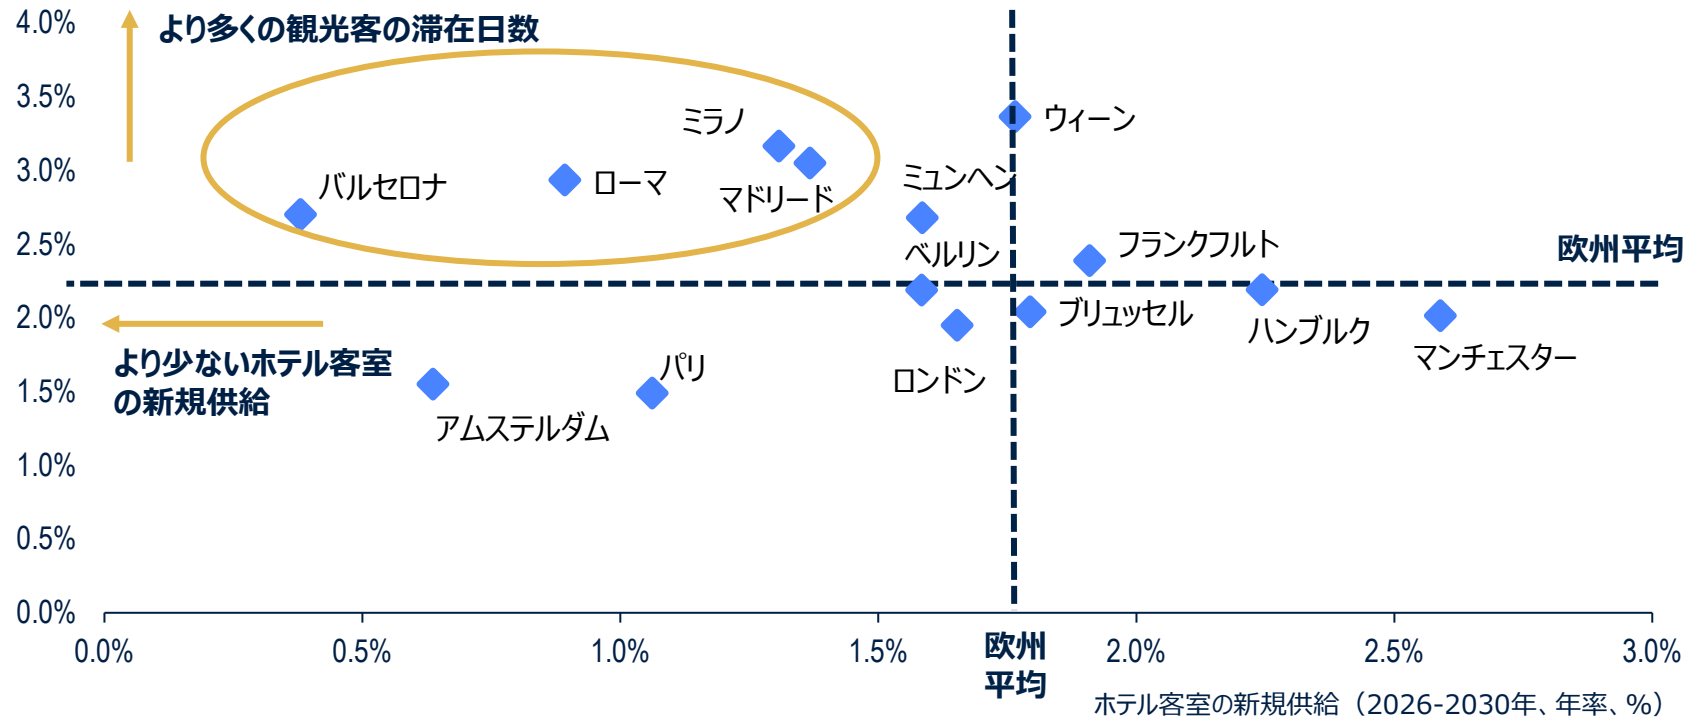 4.0%
より多くの観光客の滞在日数
3.5%
ミラノ
ウィーン
3.0%
バルセロナ
ローマ
マドリード
ミュンヘン
2.5%
ベルリン
フランクフルト
欧州平均
2.0%
ブリュッセル
ハンブルク
マンチェスター
より少ないホテル客室
の新規供給
1.5%
パリ
ロンドン
アムステルダム
1.0%
0.5%
0.0%
0.0%
0.5%
1.0%
1.5%
欧州
平均
2.0%
2.5%
3.0%
ホテル客室の新規供給（2026-2030年、年率、%）